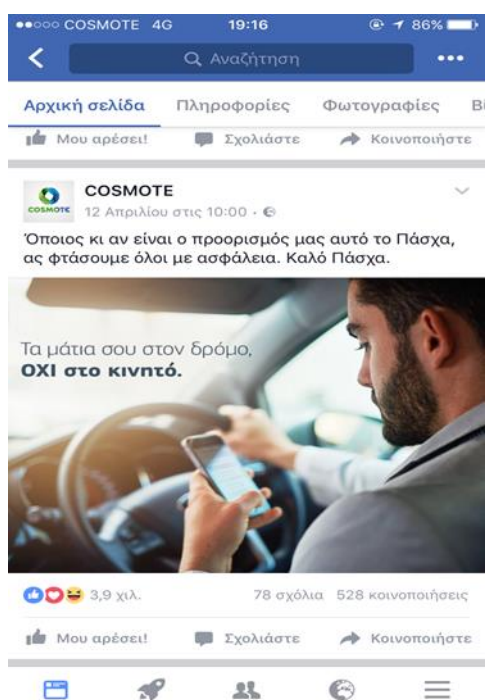 COSMOTE 4G 19:16 86%
Αναζήτηση
Αρχική σελίδα Πληροφορίες Φωτογραφίες Βί
Μου αρέσει! Σχολιάστε Κοινοποιήστε
COSMOTE
COSMOTE
12 Απριλίου στις 10:00 ·
Όποιος κι αν είναι ο προορισμός μας αυτό το Πάσχα,
ας φτάσουμε όλοι με ασφάλεια. Καλό Πάσχα.
Τα μάτια σου στον δρόμο,
ΟΧΙ στο κινητό.
3,9 χιλ. 78 σχόλια 528 κοινοποιήσεις
Μου αρέσει! Σχολιάστε Κοινοποιήστε